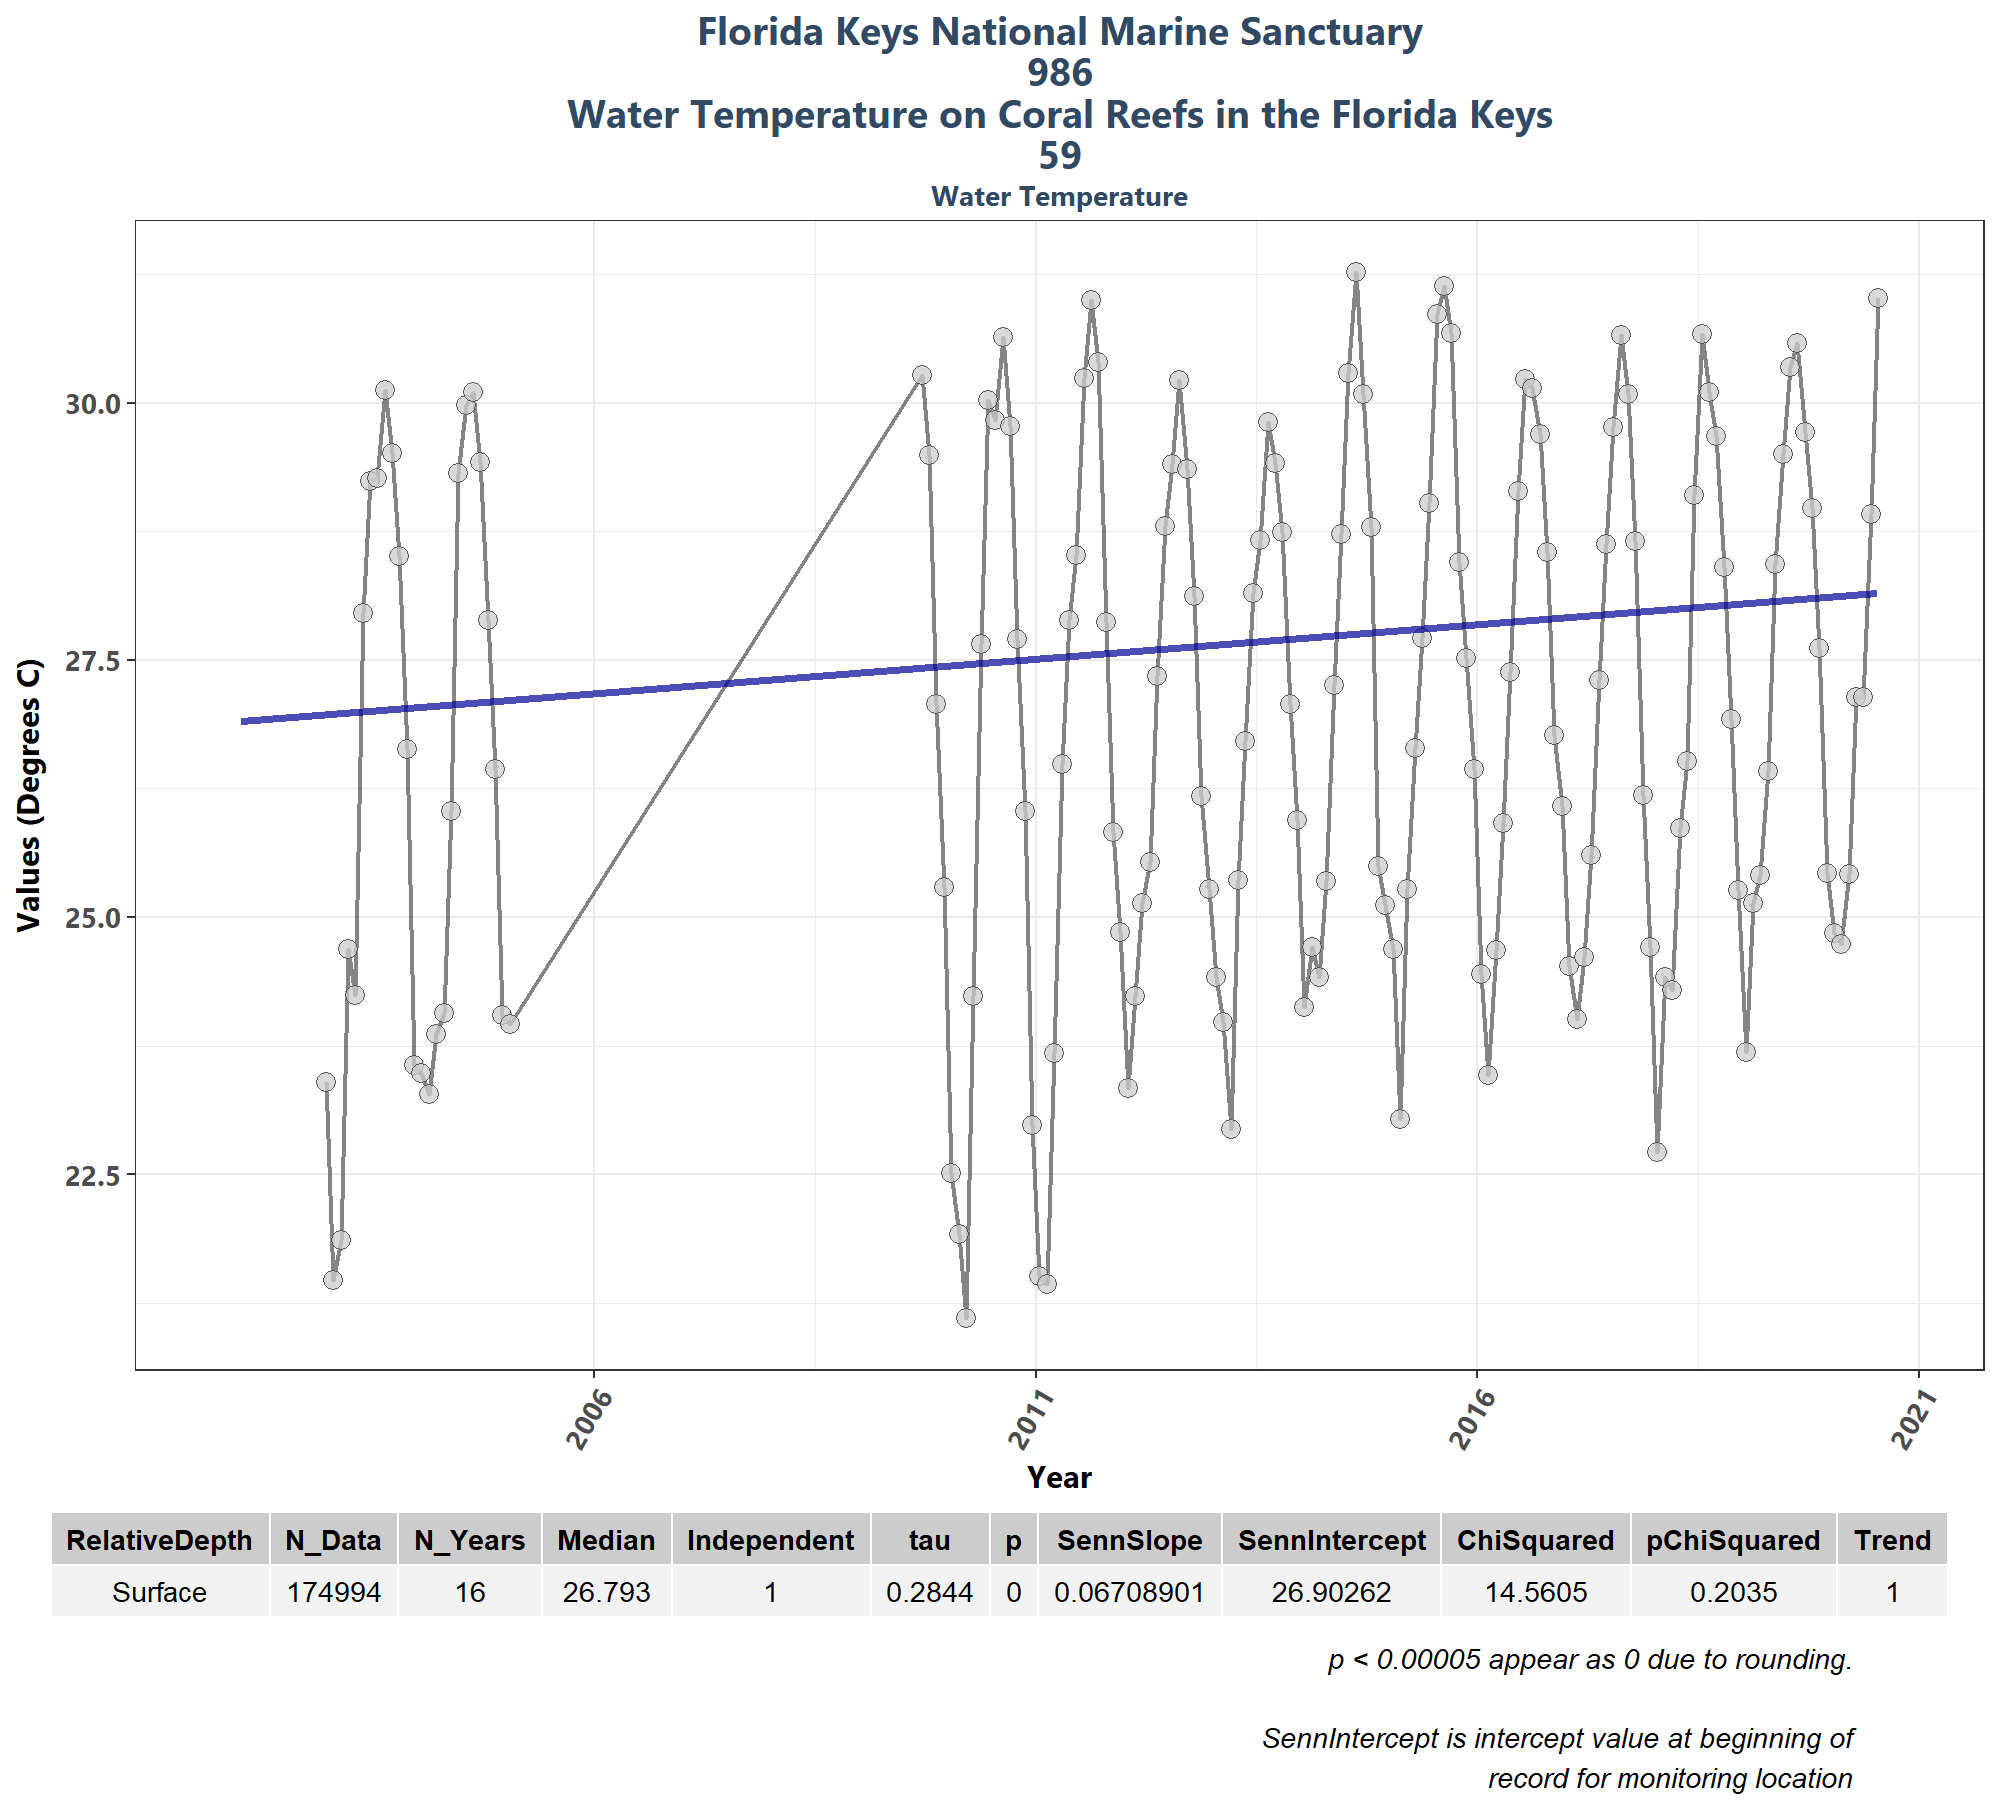 Florida Keys National Marine Sanctuary
986
Water Temperature on Coral Reefs in the Florida Keys
59
Water Temperature
Values (Degrees C)
30.0
27.5
25.0
22.5
2006
2011
2016
2021
Year
RelativeDepth N_Data N_Years Median Independent tau p SennSlope SennIntercept ChiSquared pChiSquared Trend
Surface 174994 16 26.793 1 0.2844 0 0.06708901 26.90262 14.5605 0.2035 1
p < 0.00005 appear as 0 due to rounding.
SennIntercept is intercept value at beginning of
record for monitoring location